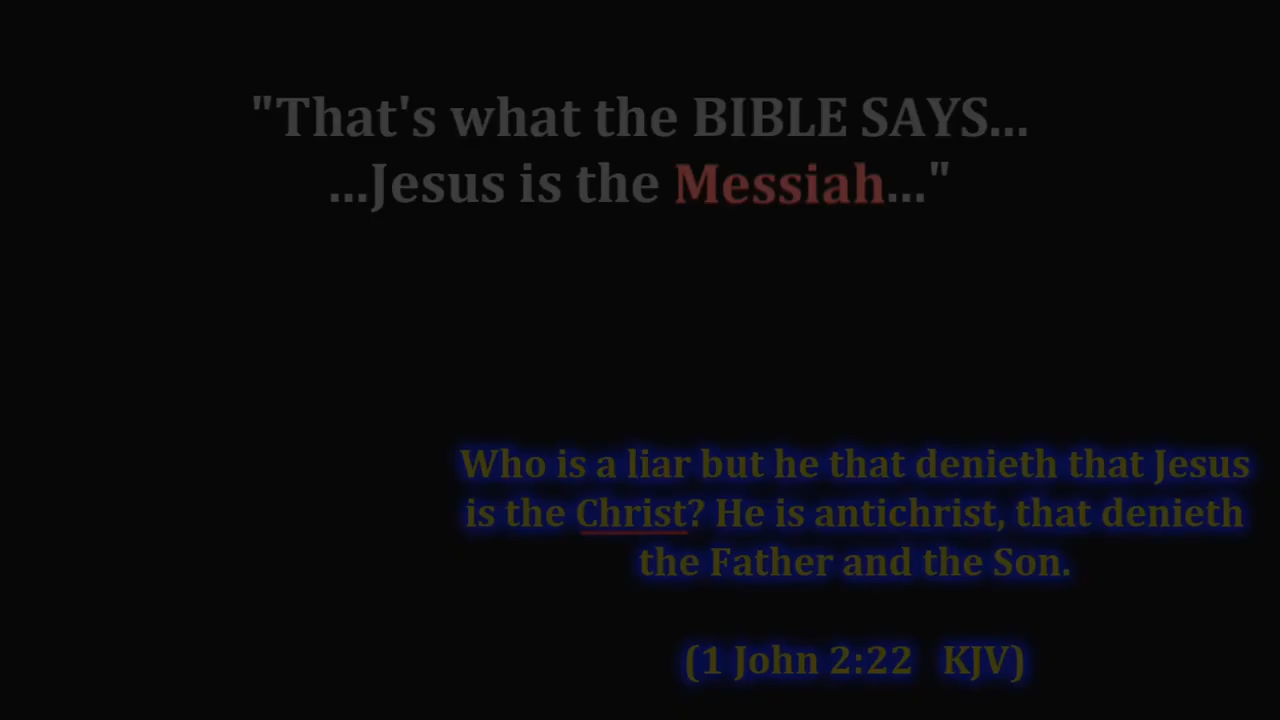 "That's what the BIBLE SAYS...
...Jesus is the Messiah..."
Who is a liar but he that denieth that Jesus
is the Christ? He is antichrist, that denieth
the Father and the Son.
(1 John 2:22 KJV)